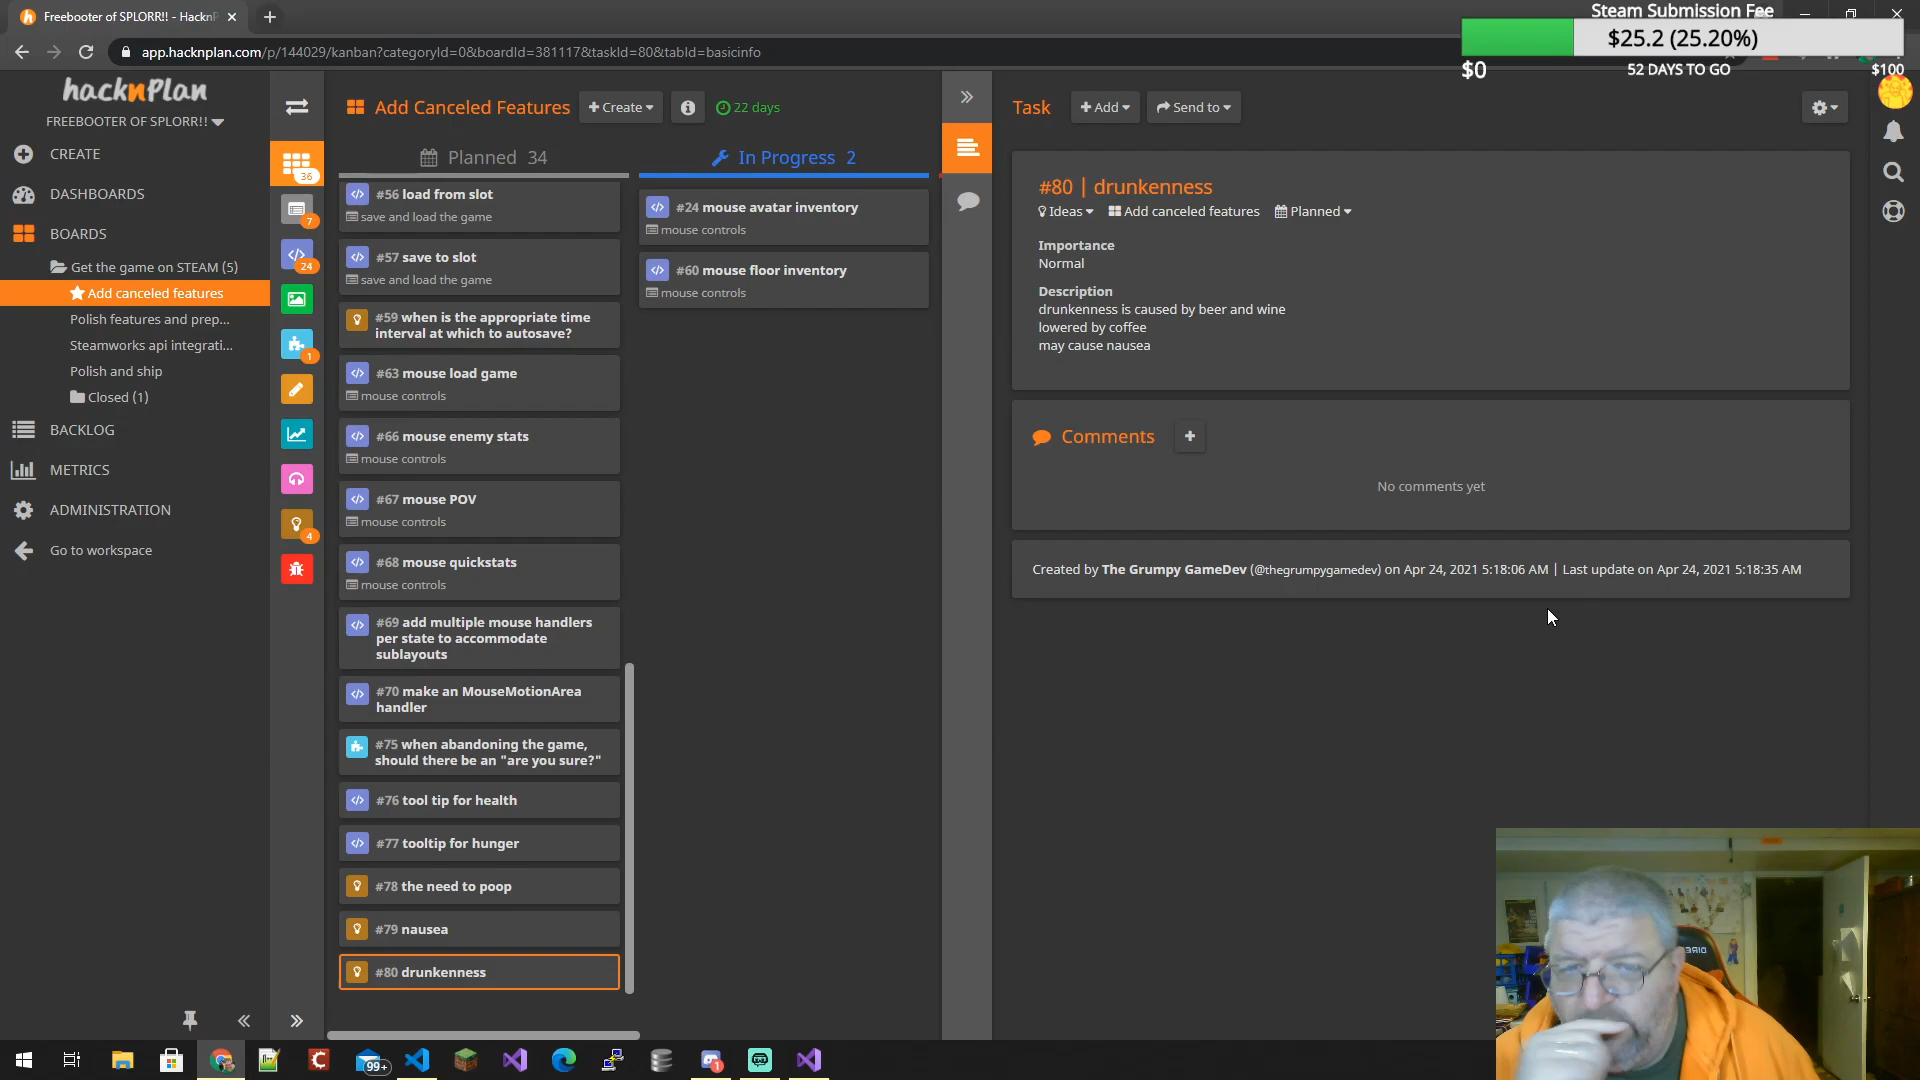 Freebooter of SPLORR!! - HacknP
app.hacknplan.com/p/144029/kanban?categoryId=0&boardId=381117&taskId=80&tabId=basicinfo
Steam Submission Fee
$25.2 (25.20%)
$0
52 DAYS TO GO
$100
hacknPlan
FREEBOOTER OF SPLORR!!
CREATE
DASHBOARDS
BOARDS
Get the game on STEAM (5)
Add canceled features
Polish features and prep...
Steamworks api integrati...
Polish and ship
Closed (1)
BACKLOG
METRICS
ADMINISTRATION
Go to workspace
36
7
24
1
4
Add Canceled Features
Create
22 days
Planned 34
#56 load from slot
save and load the game
#57 save to slot
save and load the game
#59 when is the appropriate time
interval at which to autosave?
#63 mouse load game
mouse controls
#66 mouse enemy stats
mouse controls
#67 mouse POV
mouse controls
#68 mouse quickstats
mouse controls
#69 add multiple mouse handlers
per state to accommodate
sublayouts
#70 make an MouseMotionArea
handler
#75 when abandoning the game,
should there be an "are you sure?"
#76 tool tip for health
#77 tooltip for hunger
#78 the need to poop
#79 nausea
#80 drunkenness
In Progress 2
#24 mouse avatar inventory
mouse controls
#60 mouse floor inventory
mouse controls
Task
Add
Send to
#80 | drunkenness
Ideas
Add canceled features
Planned
Importance
Normal
Description
drunkenness is caused by beer and wine
lowered by coffee
may cause nausea
Comments
No comments yet
Created by The Grumpy GameDev (@thegrumpygamedev) on Apr 24, 2021 5:18:06 AM | Last update on Apr 24, 2021 5:18:35 AM
99+
1